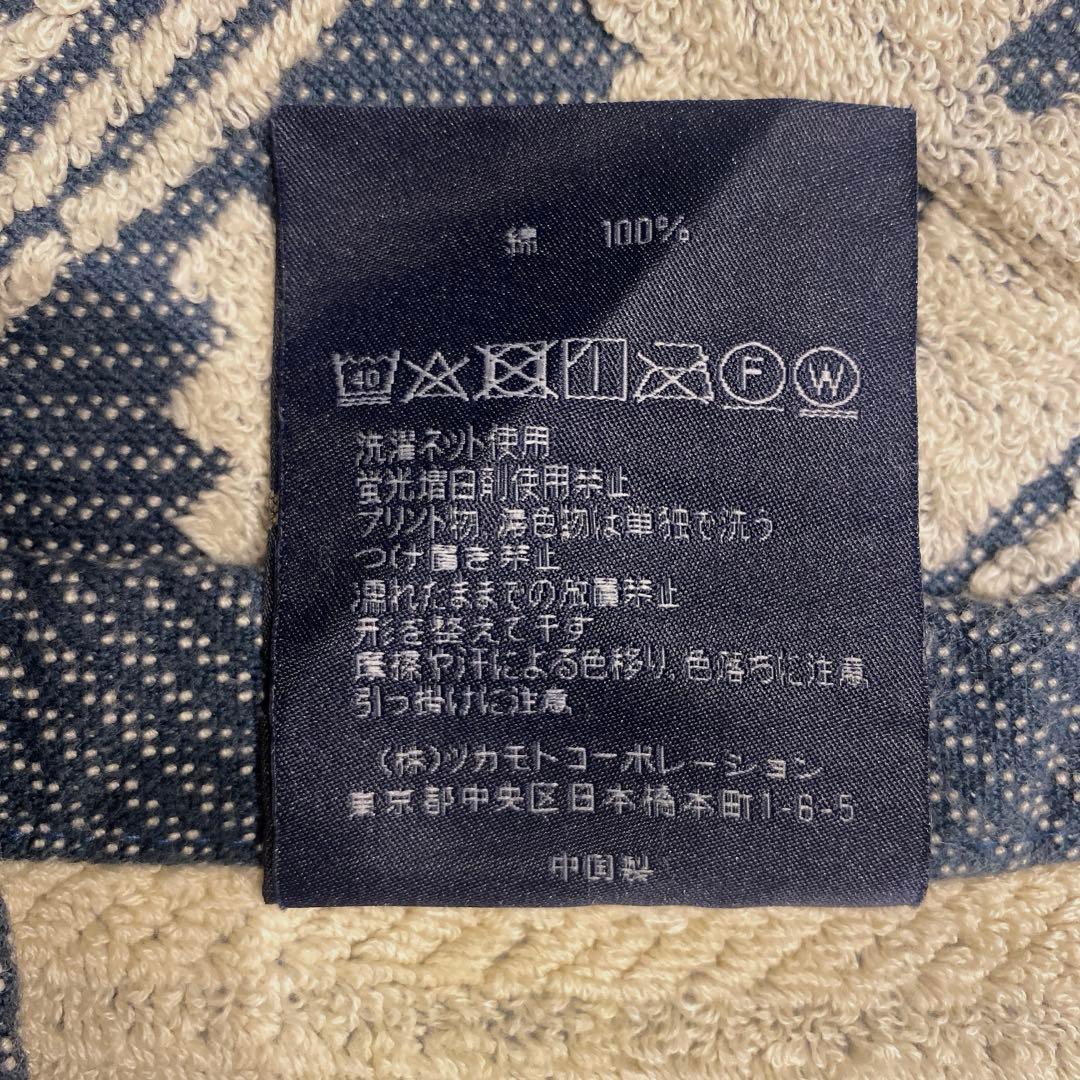 綿 100%
40 F W
洗濯ネット使用
蛍光増白剤使用禁止
プリント物、濃色物は単独で洗う
つけ置き禁止
濡れたままでの放置禁止
形を整えて干す
摩擦や汗による色移り、色落ちに注意
引っ掛けに注意
(株)ツカモトコーポレーション
東京都中央区日本橋本町1-6-5
中国製